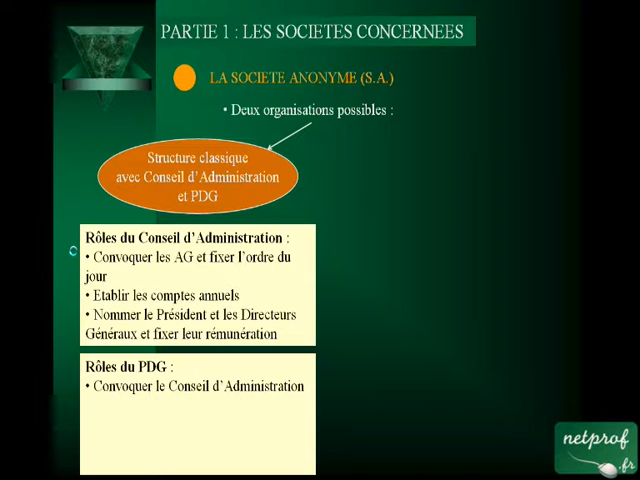 PARTIE 1 : LES SOCIETES CONCERNEES
LA SOCIETE ANONYME (S.A.)
• Deux organisations possibles :
Structure classique
avec Conseil d'Administration
et PDG
Rôles du Conseil d'Administration :
• Convoquer les AG et fixer l'ordre du
jour
• Etablir les comptes annuels
• Nommer le Président et les Directeurs
Généraux et fixer leur rémunération
Rôles du PDG :
• Convoquer le Conseil d'Administration
netprof
.fr